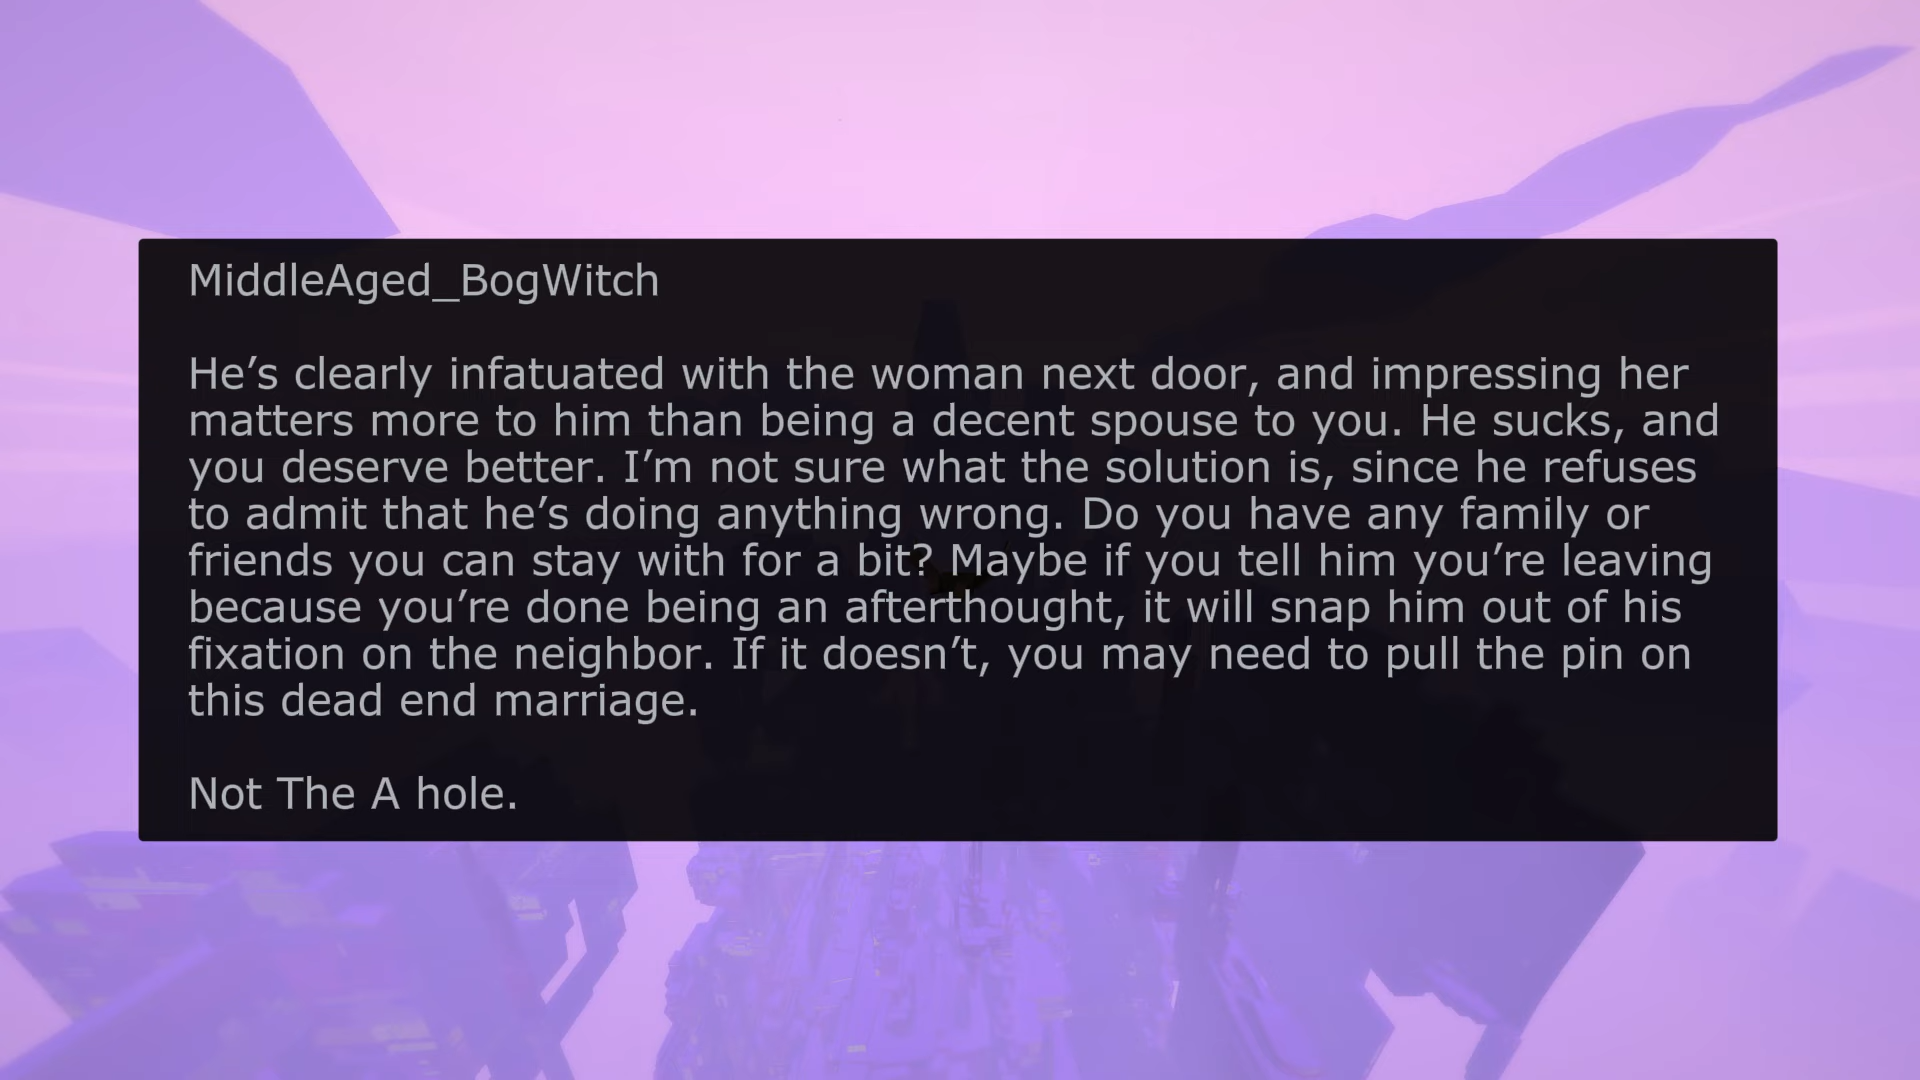 MiddleAged_BogWitch
He’s clearly infatuated with the woman next door, and impressing her
matters more to him than being a decent spouse to you. He sucks, and
you deserve better. I’m not sure what the solution is, since he refuses
to admit that he’s doing anything wrong. Do you have any family or
friends you can stay with for a bit? Maybe if you tell him you’re leaving
because you’re done being an afterthought, it will snap him out of his
fixation on the neighbor. If it doesn’t, you may need to pull the pin on
this dead end marriage.
Not The A hole.